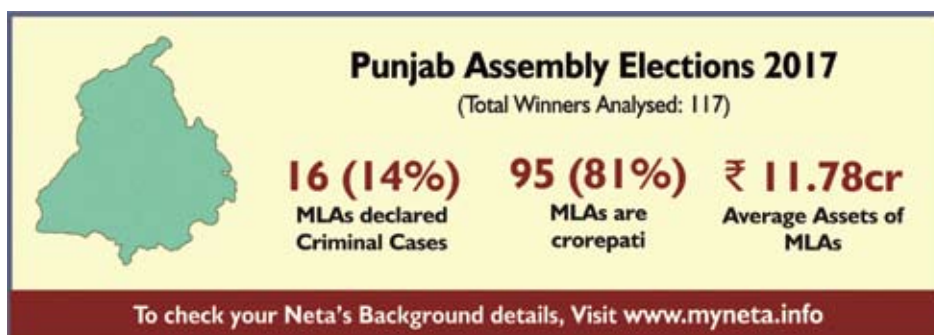 Punjab Assembly Elections 2017
(Total Winners Analysed: 117)
16 (14%)
MLAs declared
Criminal Cases
95 (81%)
MLAs are
crorepati
₹ 11.78cr
Average Assets of
MLAs
To check your Neta's Background details, Visit www.myneta.info